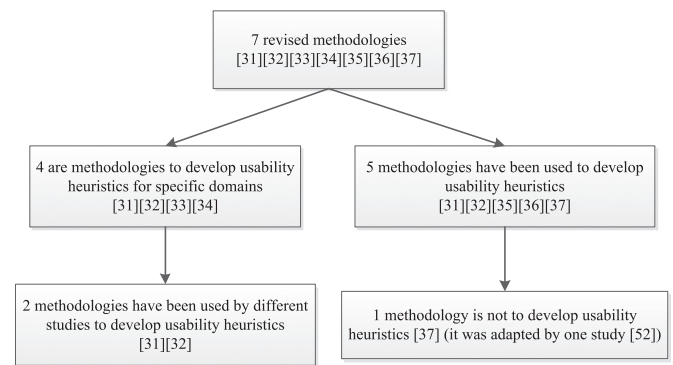 7 revised methodologies
[31][32][33][34][35][36][37]
4 are methodologies to develop usability
heuristics for specific domains
[31][32][33][34]
5 methodologies have been used to develop
usability heuristics
[31][32][35][36][37]
2 methodologies have been used by different
studies to develop usability heuristics
[31][32]
1 methodology is not to develop usability
heuristics [37] (it was adapted by one study [52])